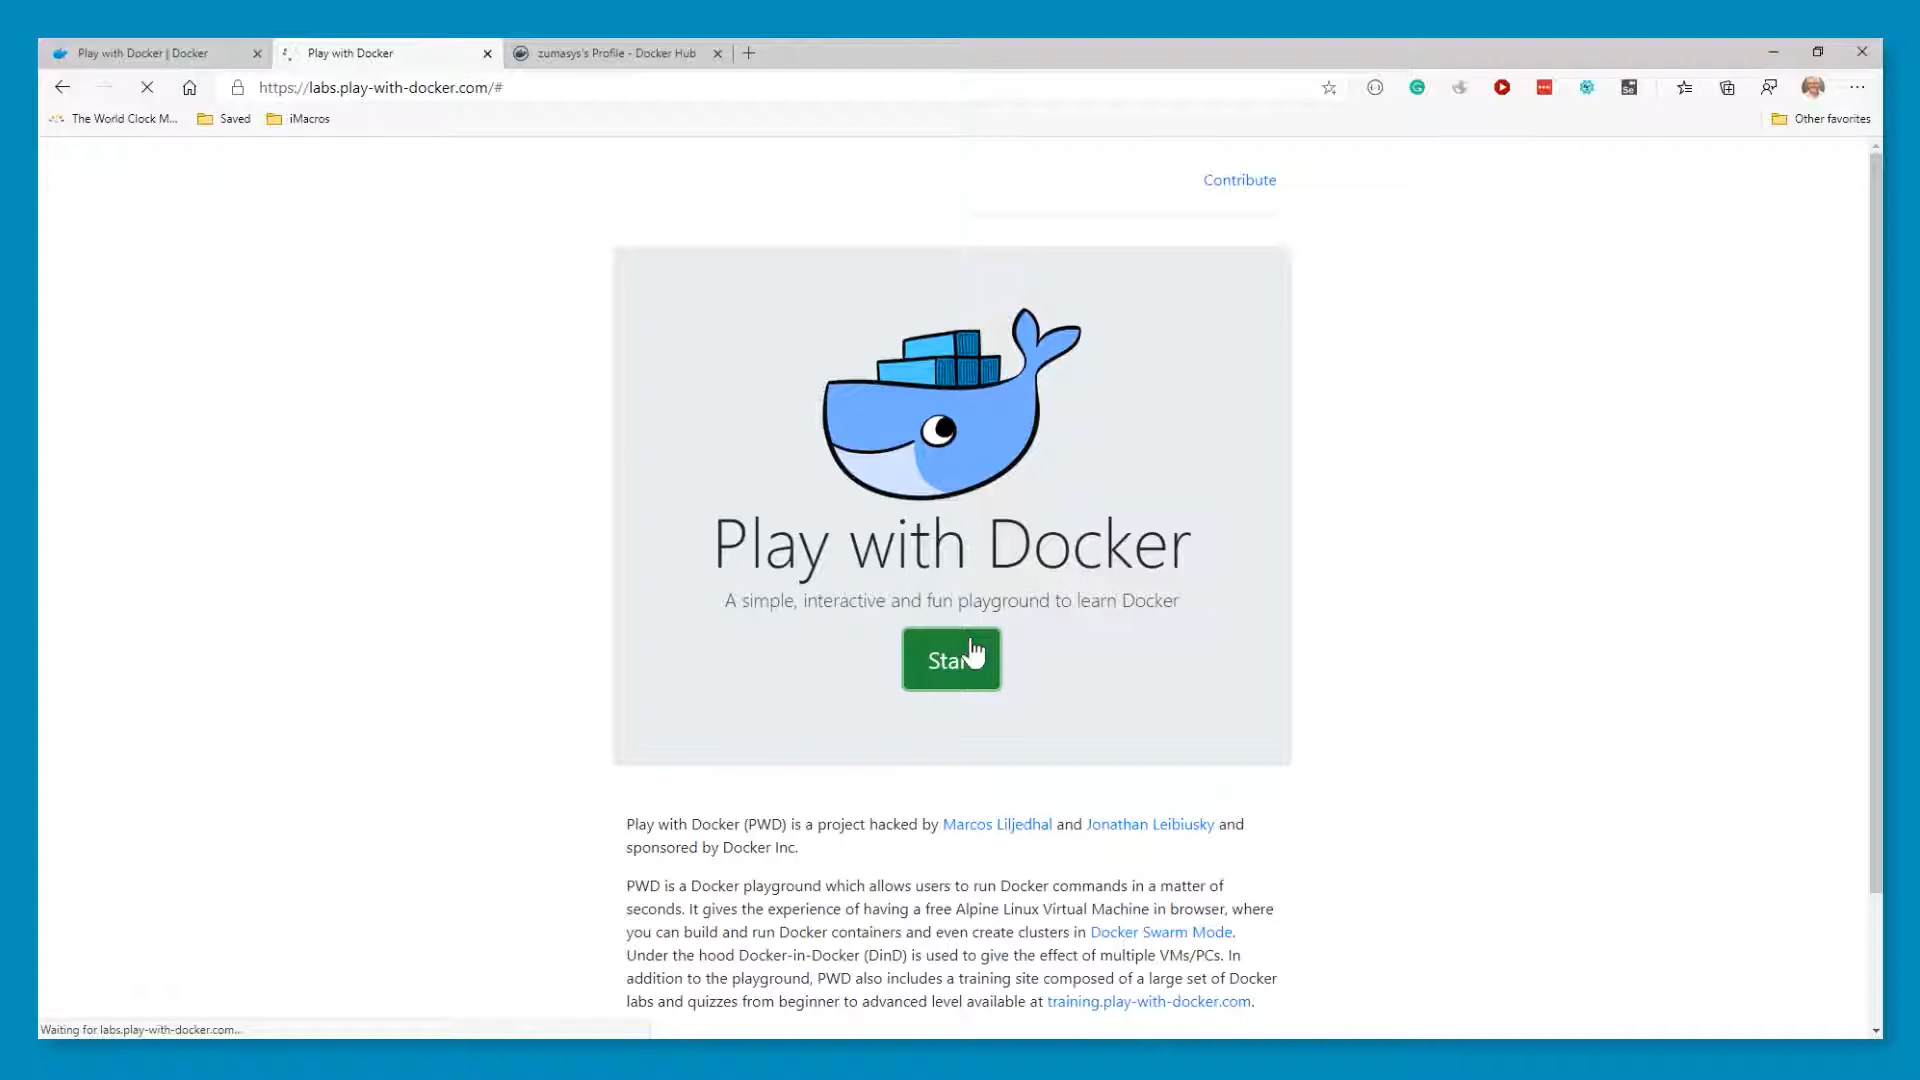 Play with Docker | Docker
Play with Docker
zumasys's Profile - Docker Hub
https://labs.play-with-docker.com/#
The World Clock M...
Saved
iMacros
Other favorites
Contribute
Play with Docker
A simple, interactive and fun playground to learn Docker
Play with Docker (PWD) is a project hacked by Marcos Liljedhal and Jonathan Leibiusky and
sponsored by Docker Inc.
PWD is a Docker playground which allows users to run Docker commands in a matter of
seconds. It gives the experience of having a free Alpine Linux Virtual Machine in browser, where
you can build and run Docker containers and even create clusters in Docker Swarm Mode.
Under the hood Docker-in-Docker (DinD) is used to give the effect of multiple VMs/PCs. In
addition to the playground, PWD also includes a training site composed of a large set of Docker
labs and quizzes from beginner to advanced level available at training.play-with-docker.com.
Waiting for labs.play-with-docker.com...